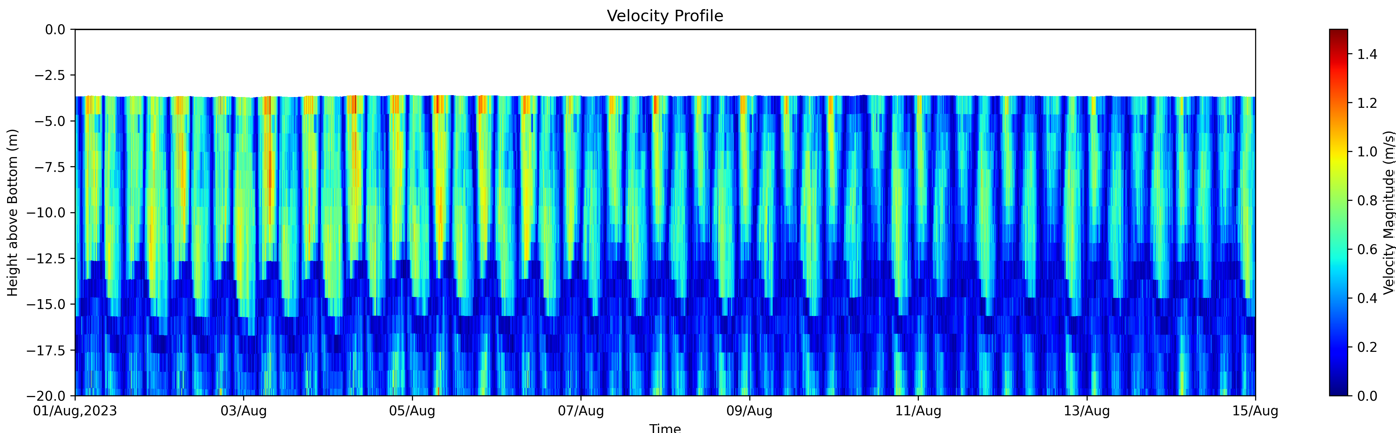 Velocity Profile
0.0
−2.5
−5.0
−7.5
−10.0
−12.5
−15.0
−17.5
−20.0
Height above Bottom (m)
01/Aug,2023
03/Aug
05/Aug
07/Aug
09/Aug
11/Aug
13/Aug
15/Aug
Time
1.4
1.2
1.0
0.8
0.6
0.4
0.2
0.0
Velocity Magnitude (m/s)